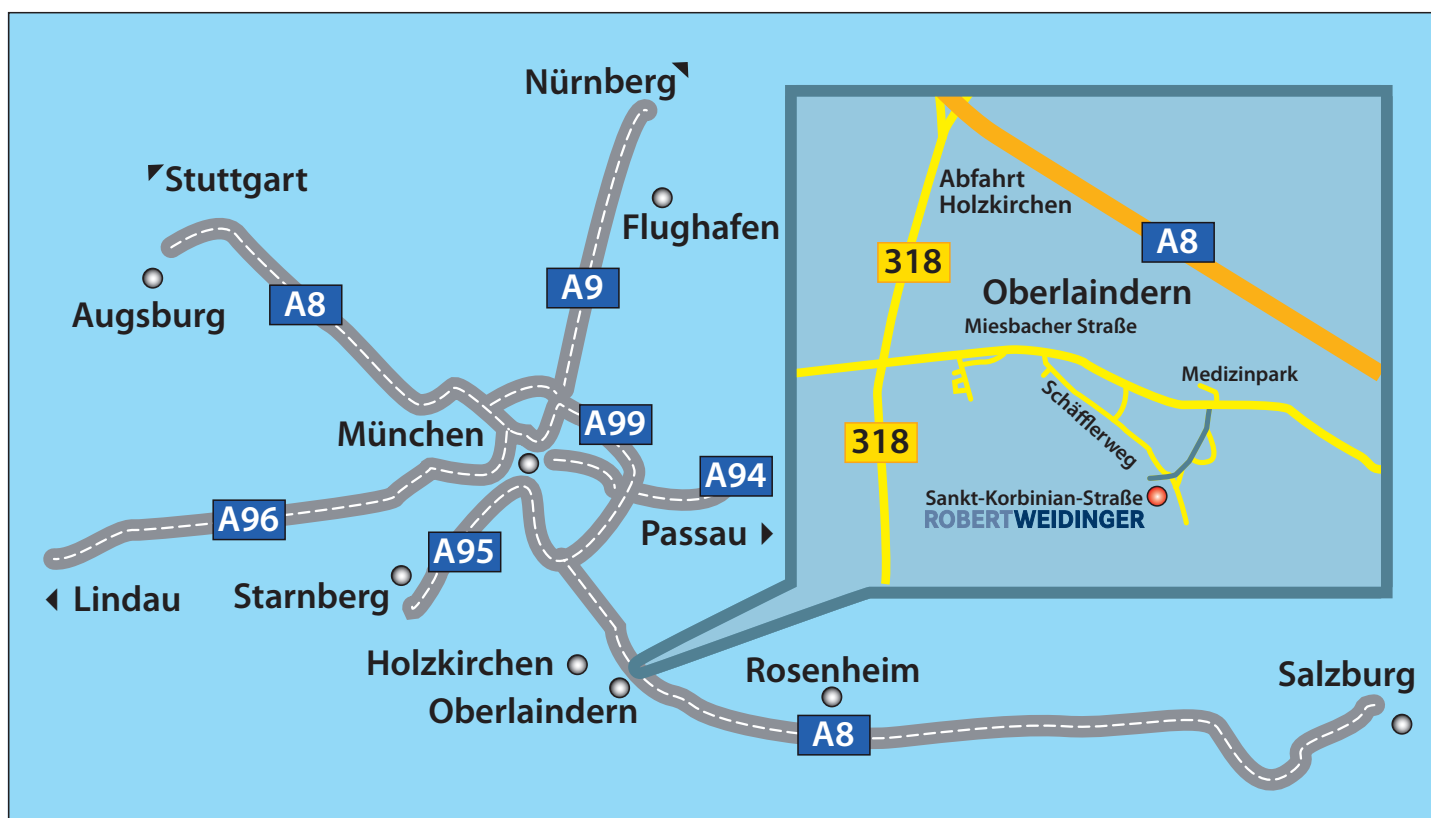 Nürnberg
Stuttgart
Flughafen
Augsburg
A8
A9
München
A99
A94
A96
Passau
A95
Lindau
Starnberg
Holzkirchen
Oberlaindern
Rosenheim
A8
Salzburg
Abfahrt
Holzkirchen
A8
318
Oberlaindern
Miesbacher Straße
Medizinpark
Schäfflerweg
318
Sankt-Korbinian-Straße
ROBERTWEIDINGER